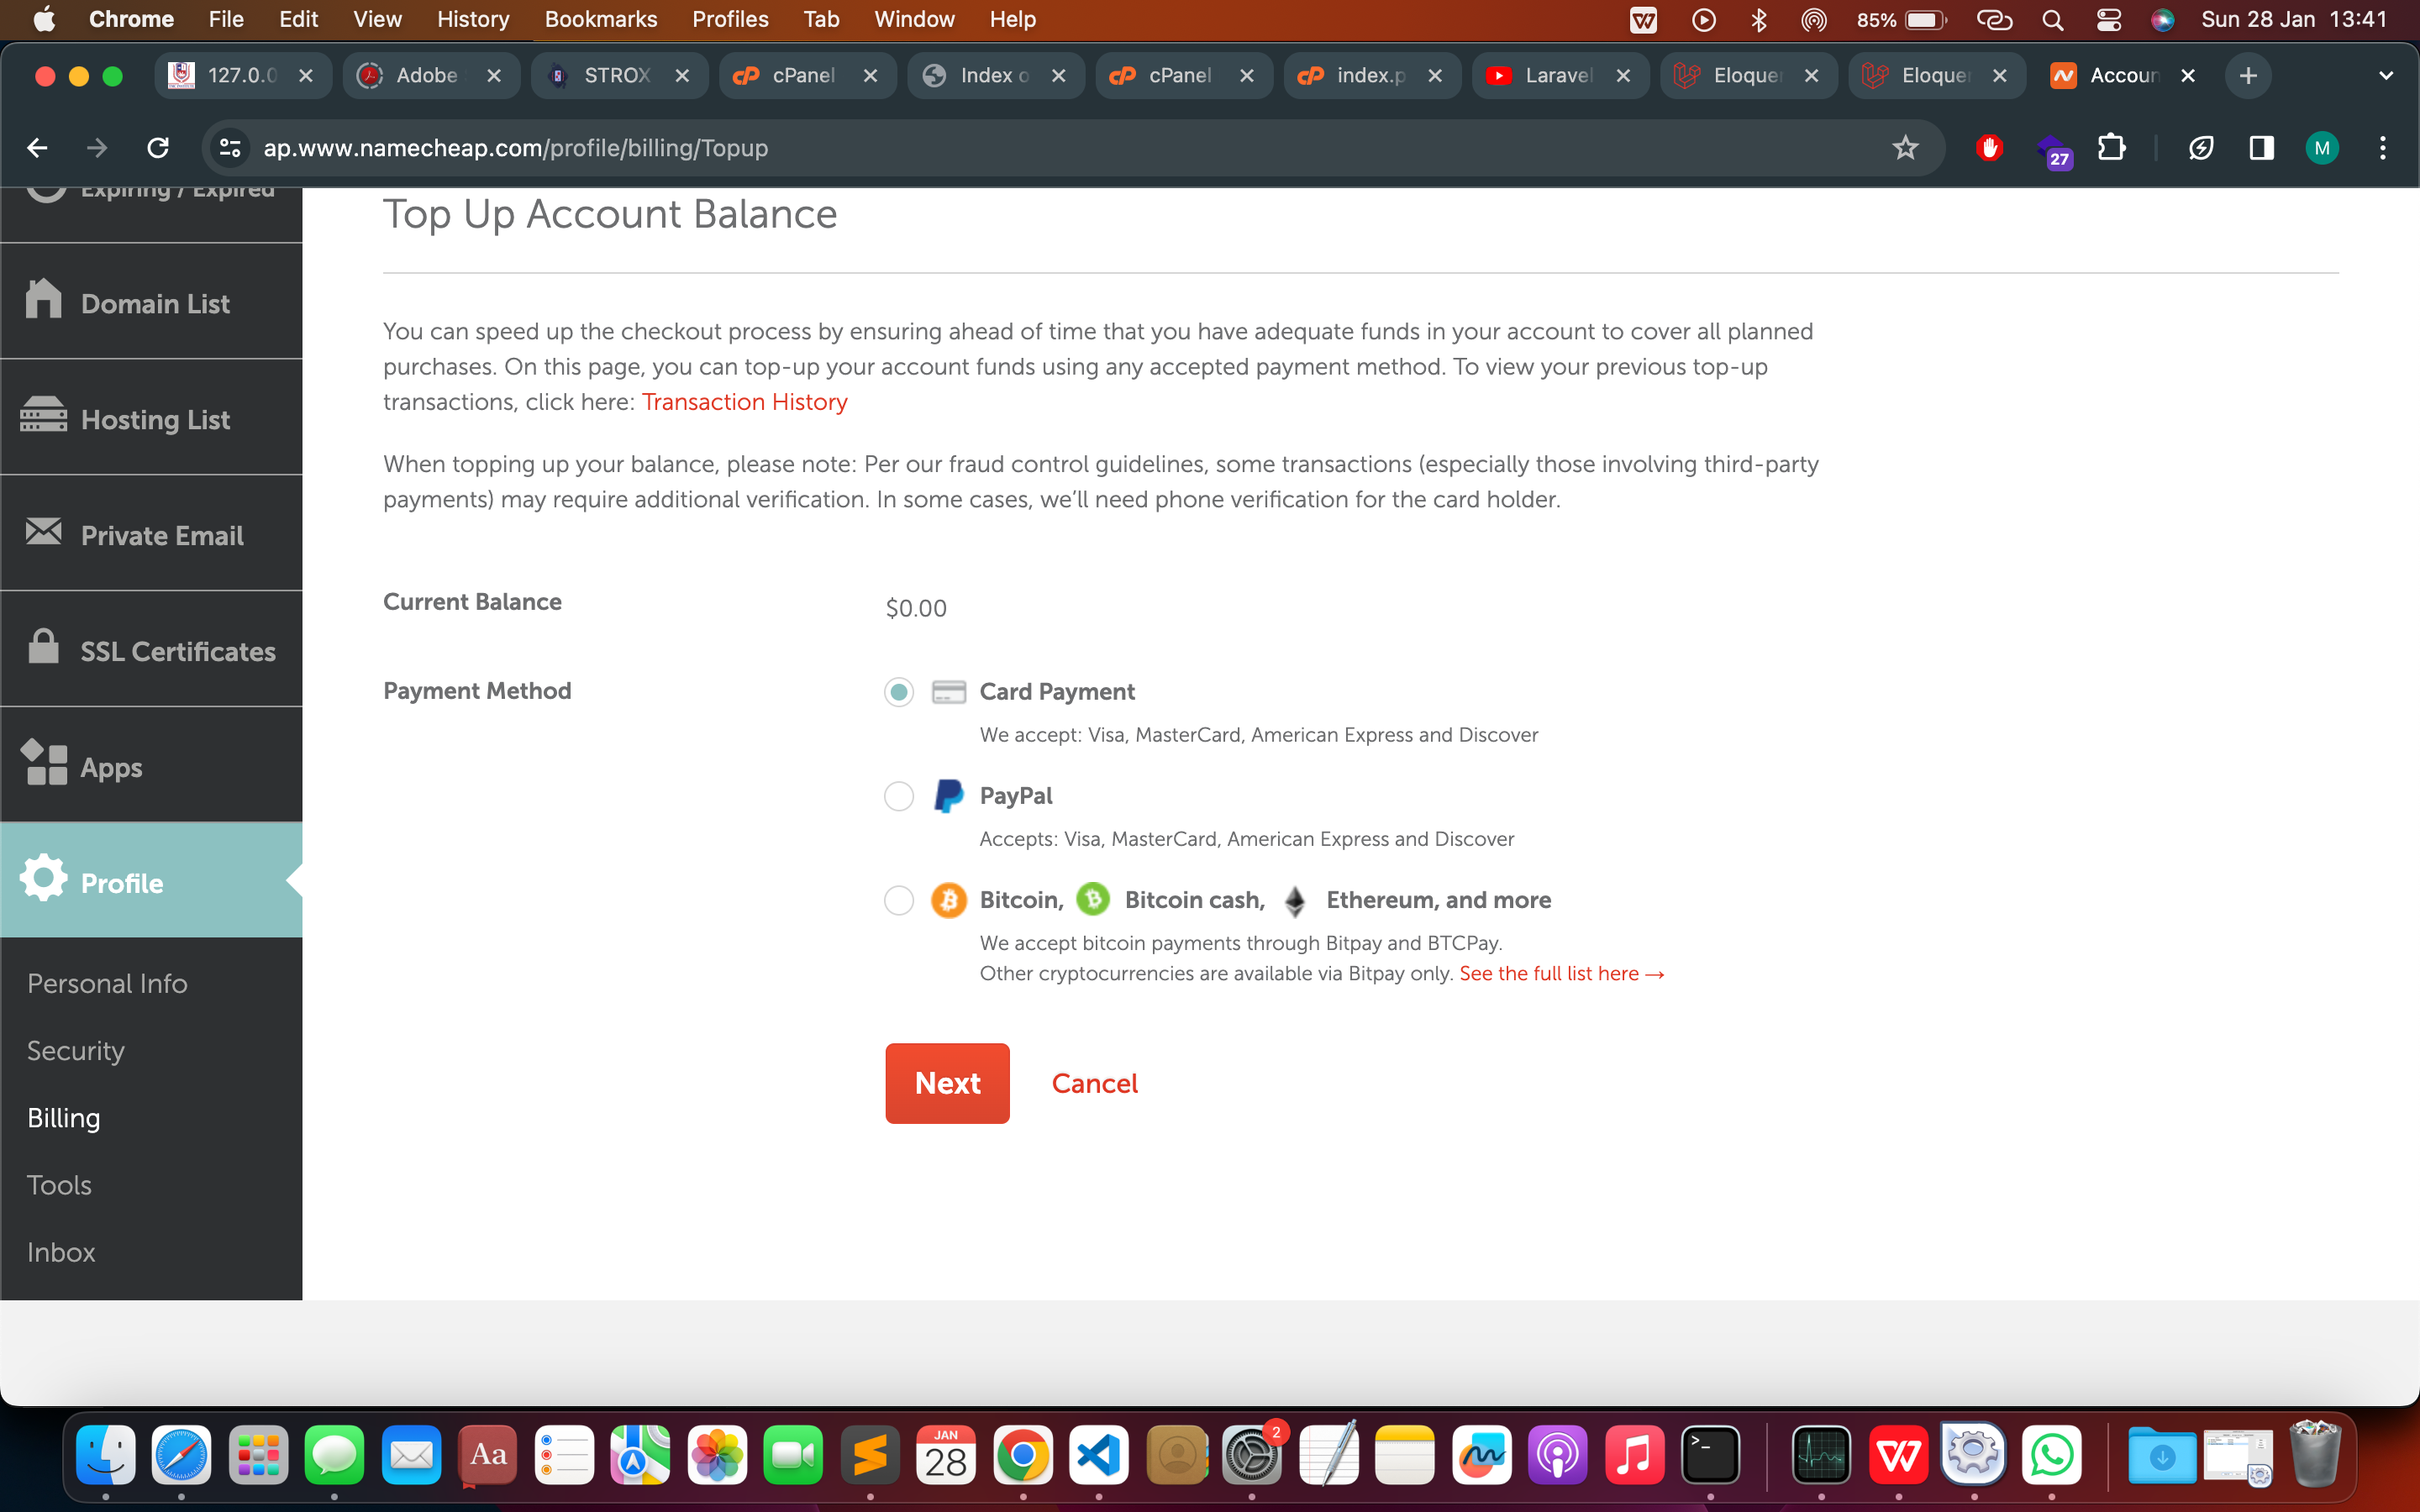 Chrome File Edit View History Bookmarks Profiles Tab Window Help 85% Sun 28 Jan 13:41
127.0.0 Adobe STROX cPanel Index o cPanel index.p Laravel Eloquen Eloquen Accoun
ap.www.namecheap.com/profile/billing/Topup 27 M
Expiring / Expired
Domain List
Hosting List
Private Email
SSL Certificates
Apps
Profile
Personal Info
Security
Billing
Tools
Inbox
Top Up Account Balance
You can speed up the checkout process by ensuring ahead of time that you have adequate funds in your account to cover all planned
purchases. On this page, you can top-up your account funds using any accepted payment method. To view your previous top-up
transactions, click here: Transaction History
When topping up your balance, please note: Per our fraud control guidelines, some transactions (especially those involving third-party
payments) may require additional verification. In some cases, we’ll need phone verification for the card holder.
Current Balance $0.00
Payment Method
Card Payment
We accept: Visa, MasterCard, American Express and Discover
PayPal
Accepts: Visa, MasterCard, American Express and Discover
Bitcoin, Bitcoin cash, Ethereum, and more
We accept bitcoin payments through Bitpay and BTCPay.
Other cryptocurrencies are available via Bitpay only. See the full list here →
Next Cancel
Aa
JAN
28
2